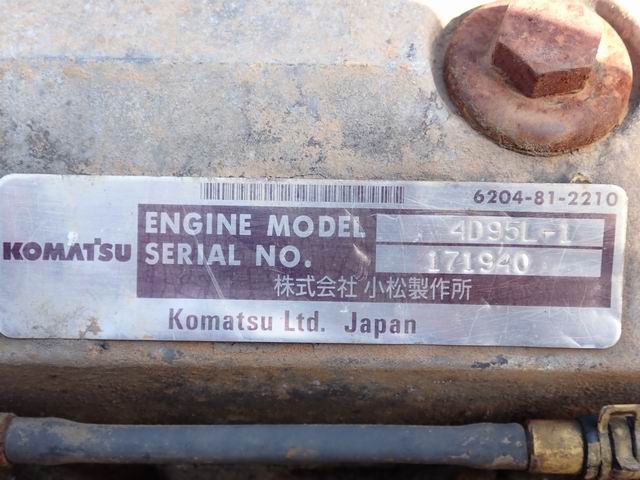 6204-81-2210
KOMATSU
ENGINE MODEL 4D95L-1
SERIAL NO. 171940
株式会社 小松製作所
Komatsu Ltd. Japan